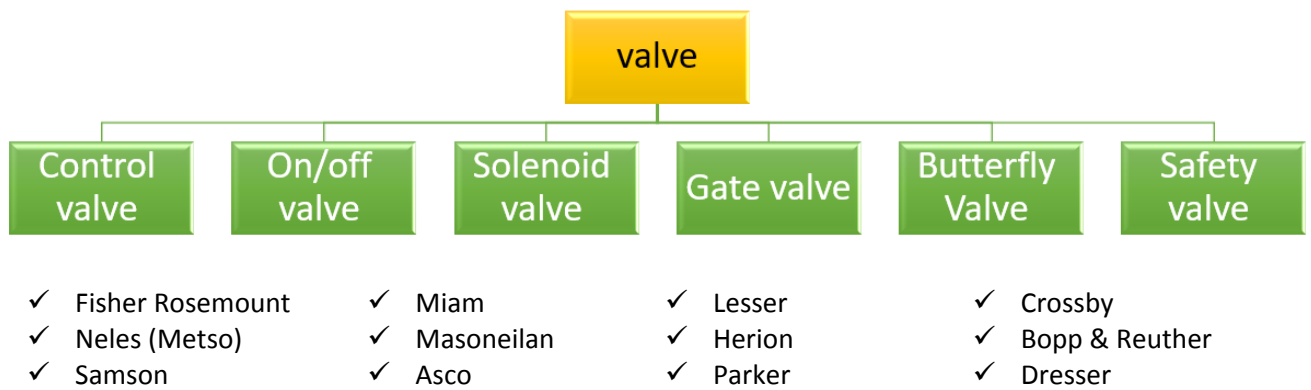 valve
Control
valve
On/off
valve
Solenoid
valve
Gate valve
Butterfly
Valve
Safety
valve
✓ Fisher Rosemount
✓ Neles (Metso)
✓ Samson
✓ Miam
✓ Masoneilan
✓ Asco
✓ Lesser
✓ Herion
✓ Parker
✓ Crossby
✓ Bopp & Reuther
✓ Dresser